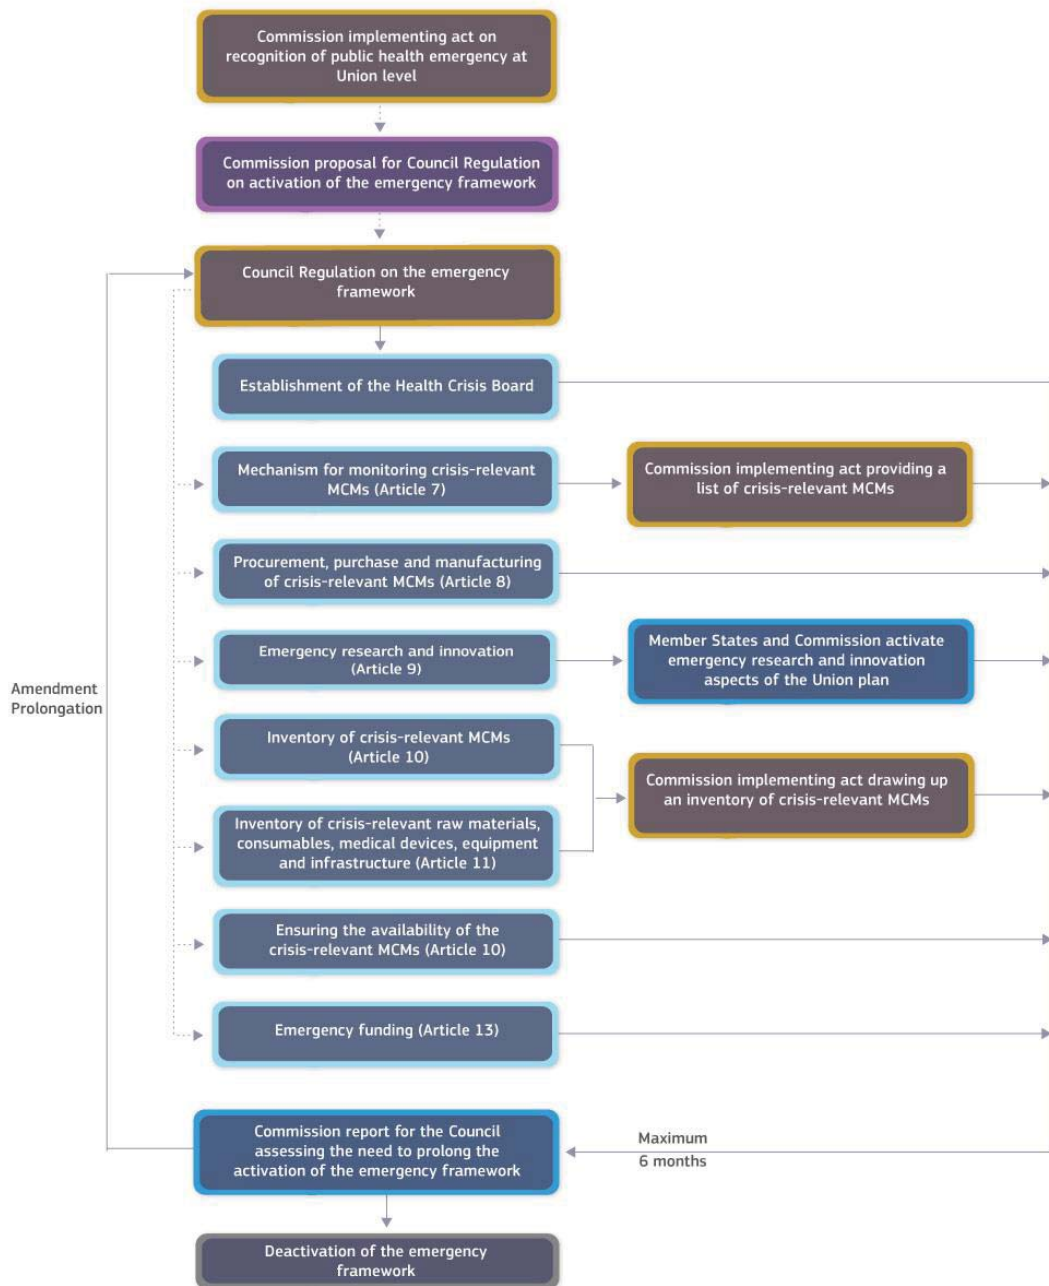 Commission implementing act on
recognition of public health emergency at
Union level
Commission proposal for Council Regulation
on activation of the emergency framework
Council Regulation on the emergency
framework
Establishment of the Health Crisis Board
Mechanism for monitoring crisis-relevant
MCMs (Article 7)
Commission implementing act providing a
list of crisis-relevant MCMs
Procurement, purchase and manufacturing
of crisis-relevant MCMs (Article 8)
Emergency research and innovation
(Article 9)
Member States and Commission activate
emergency research and innovation
aspects of the Union plan
Amendment
Prolongation
Inventory of crisis-relevant MCMs
(Article 10)
Commission implementing act drawing up
an inventory of crisis-relevant MCMs
Inventory of crisis-relevant raw materials,
consumables, medical devices, equipment
and infrastructure (Article 11)
Ensuring the availability of the
crisis-relevant MCMs (Article 10)
Emergency funding (Article 13)
Commission report for the Council
assessing the need to prolong the
activation of the emergency framework
Maximum
6 months
Deactivation of the emergency
framework